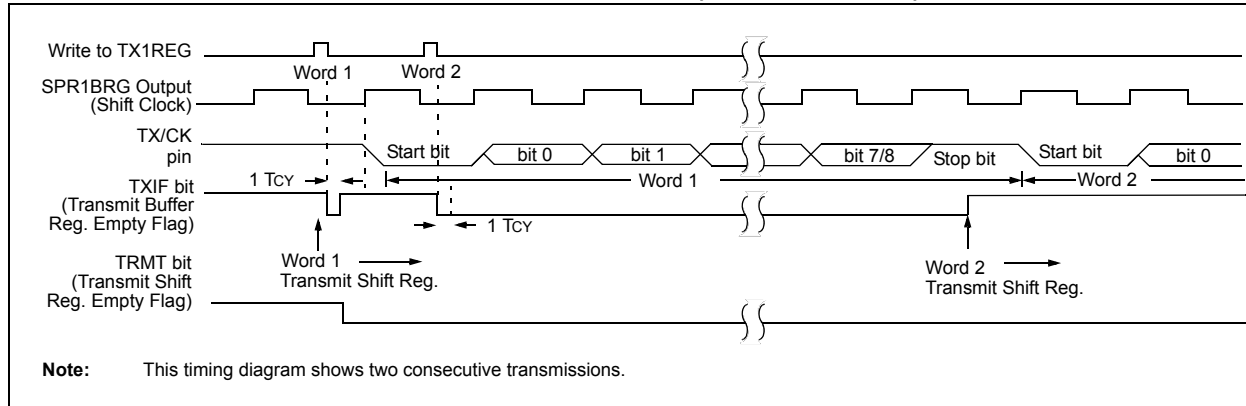 Write to TX1REG
Word 1
Word 2
SPR1BRG Output
(Shift Clock)
TX/CK
pin
Start bit
bit 0
bit 1
bit 7/8
Stop bit
Start bit
bit 0
1 TCY
Word 1
Word 2
TXIF bit
(Transmit Buffer
Reg. Empty Flag)
1 TCY
Word 1
Transmit Shift Reg.
Word 2
Transmit Shift Reg.
TRMT bit
(Transmit Shift
Reg. Empty Flag)
Note: This timing diagram shows two consecutive transmissions.